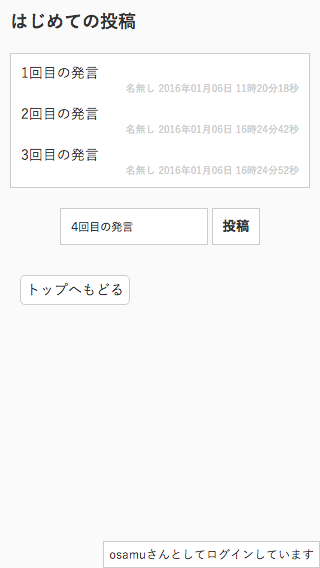 はじめての投稿
1回目の発言
名無し 2016年01月06日 11時20分18秒
2回目の発言
名無し 2016年01月06日 16時24分42秒
3回目の発言
名無し 2016年01月06日 16時24分52秒
4回目の発言 投稿
トップへもどる
osamuさんとしてログインしています